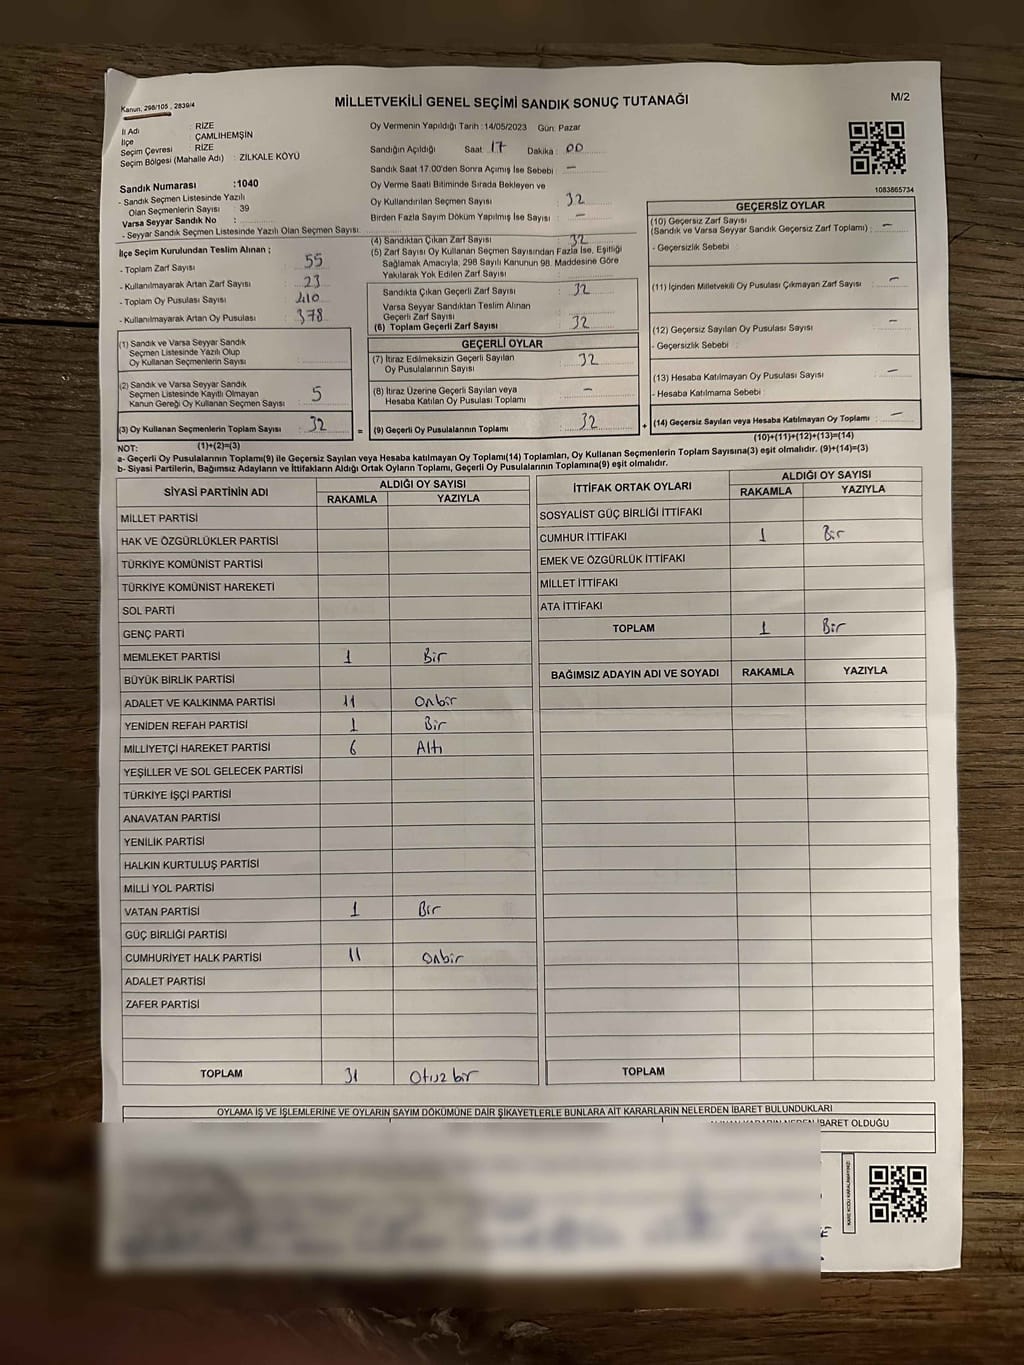 Kanun, 298/105 , 2839/4
MİLLETVEKİLİ GENEL SEÇİMİ SANDIK SONUÇ TUTANAĞI
M/2
İl Adı : RİZE
İlçe : ÇAMLIHEMŞİN
Seçim Çevresi : RİZE
Seçim Bölgesi (Mahalle Adı) : ZİLKALE KÖYÜ
Oy Vermenin Yapıldığı Tarih :14/05/2023 Gün: Pazar
Sandığın Açıldığı Saat 17 Dakika 00
Sandık Saat 17.00'den Sonra Açımış İse Sebebi : –
Oy Verme Saati Bitiminde Sırada Bekleyen ve
Oy Kullandırılan Seçmen Sayısı : 32
Birden Fazla Sayım Döküm Yapılmış İse Sayısı : –
1083865734
Sandık Numarası :1040
- Sandık Seçmen Listesinde Yazılı
Olan Seçmenlerin Sayısı : 39
Varsa Seyyar Sandık No :
- Seyyar Sandık Seçmen Listesinde Yazılı Olan Seçmen Sayısı:
İlçe Seçim Kurulundan Teslim Alınan ;
- Toplam Zarf Sayısı : 55
- Kullanılmayarak Artan Zarf Sayısı : 23
- Toplam Oy Pusulası Sayısı : 410
- Kullanılmayarak Artan Oy Pusulası : 378
(1) Sandık ve Varsa Seyyar Sandık
Seçmen Listesinde Yazılı Olup
Oy Kullanan Seçmenlerin Sayısı :
(2) Sandık ve Varsa Seyyar Sandık
Seçmen Listesinde Kayıtlı Olmayan
Kanun Gereği Oy Kullanan Seçmen Sayısı : 5
(3) Oy Kullanan Seçmenlerin Toplam Sayısı : 32
(1)+(2)=(3)
(4) Sandıktan Çıkan Zarf Sayısı : 32
(5) Zarf Sayısı Oy Kullanan Seçmen Sayısından Fazla İse, Eşitliği
Sağlamak Amacıyla, 298 Sayılı Kanunun 98. Maddesine Göre
Yakılarak Yok Edilen Zarf Sayısı :
Sandıkta Çıkan Geçerli Zarf Sayısı : 32
Varsa Seyyar Sandıktan Teslim Alınan
Geçerli Zarf Sayısı :
(6) Toplam Geçerli Zarf Sayısı : 32
GEÇERLİ OYLAR
(7) İtiraz Edilmeksizin Geçerli Sayılan
Oy Pusulalarının Sayısı : 32
(8) İtiraz Üzerine Geçerli Sayılan veya
Hesaba Katılan Oy Pusulası Toplamı : –
= (9) Geçerli Oy Pusulalarının Toplamı : 32
GEÇERSİZ OYLAR
(10) Geçersiz Zarf Sayısı
(Sandık ve Varsa Seyyar Sandık Geçersiz Zarf Toplamı) : –
- Geçersizlik Sebebi :
(11) İçinden Milletvekili Oy Pusulası Çıkmayan Zarf Sayısı : –
(12) Geçersiz Sayılan Oy Pusulası Sayısı : –
- Geçersizlik Sebebi :
(13) Hesaba Katılmayan Oy Pusulası Sayısı : –
- Hesaba Katılmama Sebebi :
+ (14) Geçersiz Sayılan veya Hesaba Katılmayan Oy Toplamı : –
(10)+(11)+(12)+(13)=(14)
NOT:
a- Geçerli Oy Pusulalarının Toplamı(9) ile Geçersiz Sayılan veya Hesaba katılmayan Oy Toplamı(14) Toplamları, Oy Kullanan Seçmenlerin Toplam Sayısına(3) eşit olmalıdır. (9)+(14)=(3)
b- Siyasi Partilerin, Bağımsız Adayların ve İttifakların Aldığı Ortak Oyların Toplamı, Geçerli Oy Pusulalarının Toplamına(9) eşit olmalıdır.
SİYASİ PARTİNİN ADI ALDIĞI OY SAYISI
RAKAMLA YAZIYLA
MİLLET PARTİSİ
HAK VE ÖZGÜRLÜKLER PARTİSİ
TÜRKİYE KOMÜNİST PARTİSİ
TÜRKİYE KOMÜNİST HAREKETİ
SOL PARTİ
GENÇ PARTİ
MEMLEKET PARTİSİ 1 Bir
BÜYÜK BİRLİK PARTİSİ
ADALET VE KALKINMA PARTİSİ 11 Onbir
YENİDEN REFAH PARTİSİ 1 Bir
MİLLİYETÇİ HAREKET PARTİSİ 6 Altı
YEŞİLLER VE SOL GELECEK PARTİSİ
TÜRKİYE İŞÇİ PARTİSİ
ANAVATAN PARTİSİ
YENİLİK PARTİSİ
HALKIN KURTULUŞ PARTİSİ
MİLLİ YOL PARTİSİ
VATAN PARTİSİ 1 Bir
GÜÇ BİRLİĞİ PARTİSİ
CUMHURİYET HALK PARTİSİ 11 Onbir
ADALET PARTİSİ
ZAFER PARTİSİ
TOPLAM 31 Otuz bir
İTTİFAK ORTAK OYLARI ALDIĞI OY SAYISI
RAKAMLA YAZIYLA
SOSYALİST GÜÇ BİRLİĞİ İTTİFAKI
CUMHUR İTTİFAKI 1 Bir
EMEK VE ÖZGÜRLÜK İTTİFAKI
MİLLET İTTİFAKI
ATA İTTİFAKI
TOPLAM 1 Bir
BAĞIMSIZ ADAYIN ADI VE SOYADI RAKAMLA YAZIYLA
TOPLAM
OYLAMA İŞ VE İŞLEMLERİNE VE OYLARIN SAYIM DÖKÜMÜNE DAİR ŞİKAYETLERLE BUNLARA AİT KARARLARIN NELERDEN İBARET BULUNDUKLARI
İBARET OLDUĞU
KARE KODU KARALAMAYINIZ!